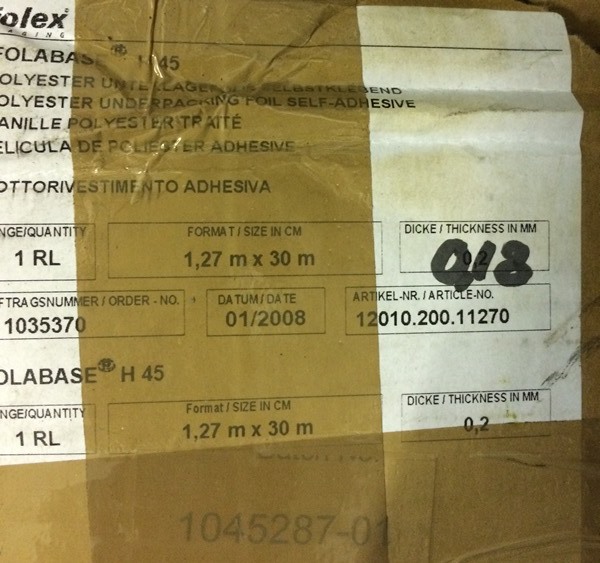 folex
FOLABASE® H 45
POLYESTER UNTERLAGEFOLIE SELBSTKLEBEND
OLYESTER UNDERPACKING FOIL SELF-ADHESIVE
ANILLE POLYESTER TRAITÉ
ELICULA DE POLIESTER ADHESIVE
OTTORIVESTIMENTO ADHESIVA
NGE/QUANTITY FORMAT / SIZE IN CM DICKE / THICKNESS IN MM
1 RL 1,27 m x 30 m 0,2 0,18
FTRAGSNUMMER / ORDER - NO. DATUM / DATE ARTIKEL-NR. / ARTICLE-NO.
1035370 01/2008 12010.200.11270
OLABASE® H 45
NGE/QUANTITY Format / SIZE IN CM DICKE / THICKNESS IN MM
1 RL 1,27 m x 30 m 0,2
1045287-01